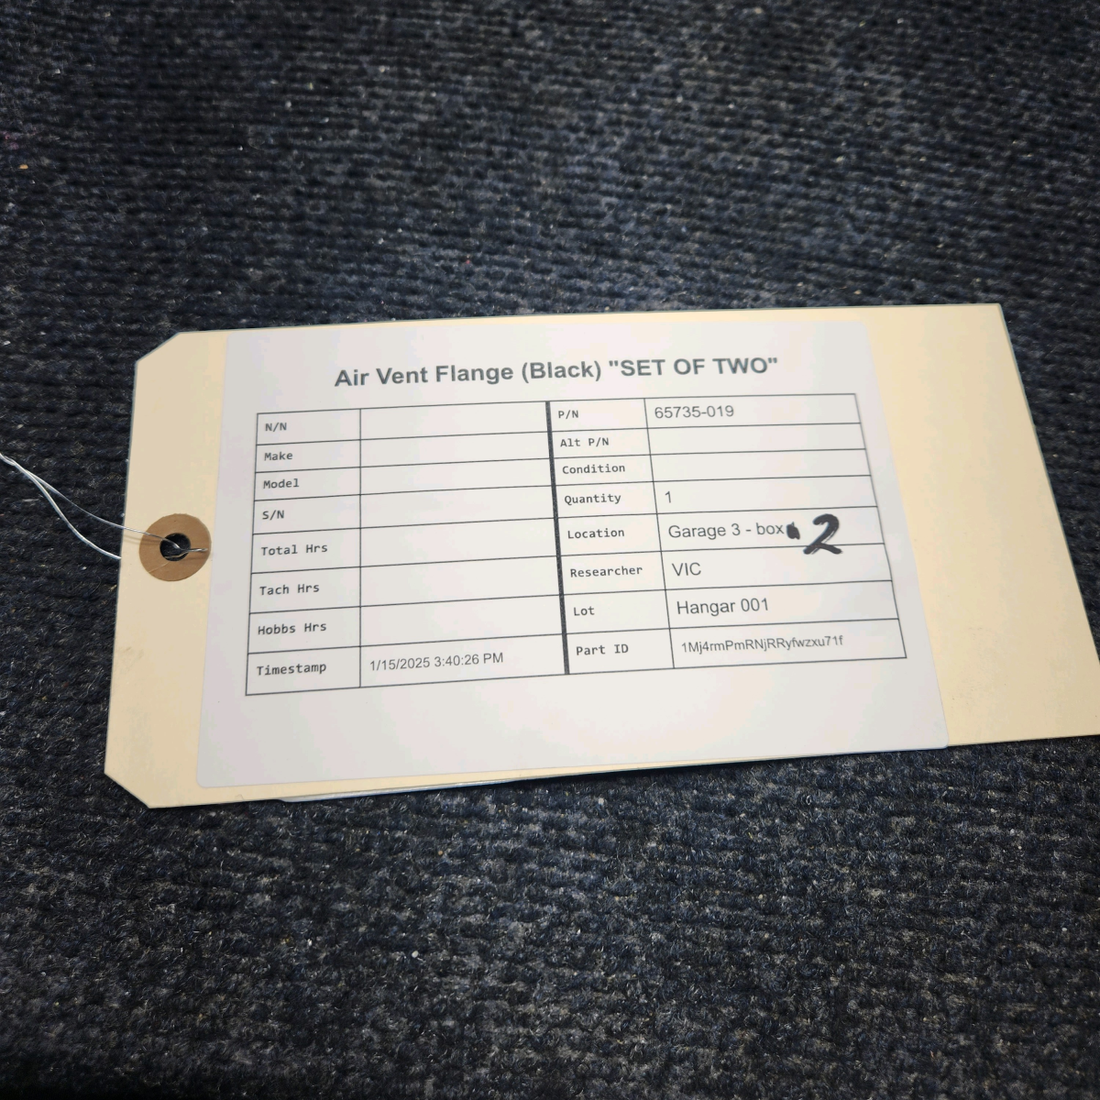 Air Vent Flange (Black) "SET OF TWO"
N/N
Make
Model
S/N
Total Hrs
Tach Hrs
Hobbs Hrs
Timestamp 1/15/2025 3:40:26 PM
P/N 65735-019
Alt P/N
Condition
Quantity 1
Location Garage 3 - box 2
Researcher VIC
Lot Hangar 001
Part ID 1Mj4rmPmRNjRRyfwzxu71f